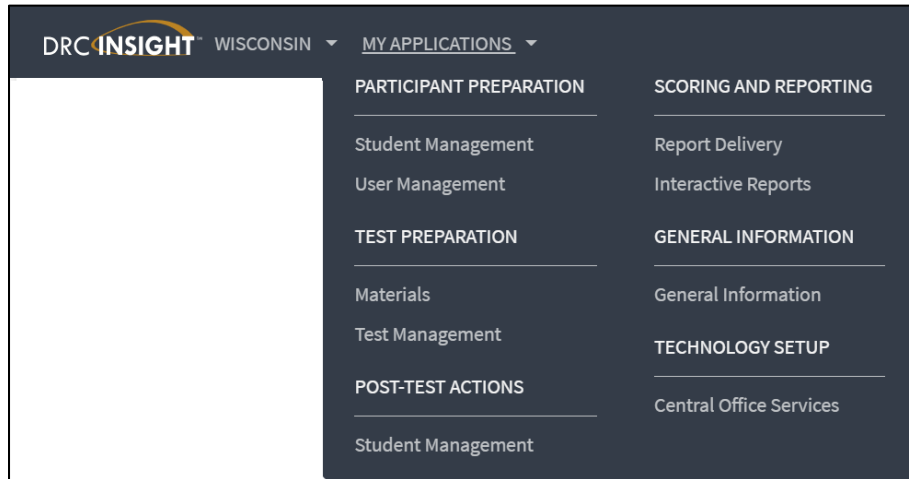 DRC INSIGHT™ WISCONSIN MY APPLICATIONS
PARTICIPANT PREPARATION
Student Management
User Management
TEST PREPARATION
Materials
Test Management
POST-TEST ACTIONS
Student Management
SCORING AND REPORTING
Report Delivery
Interactive Reports
GENERAL INFORMATION
General Information
TECHNOLOGY SETUP
Central Office Services